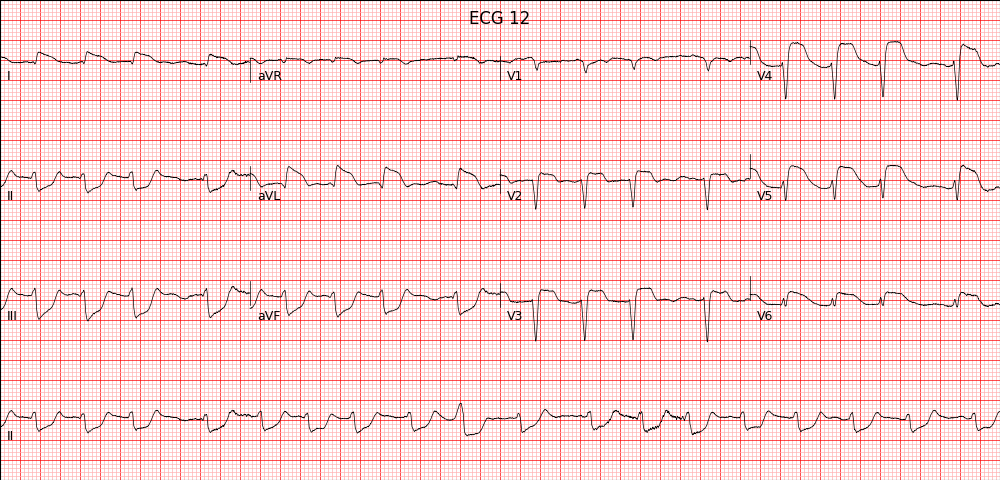 ECG 12
I aVR V1 V4
II aVL V2 V5
III aVF V3 V6
II